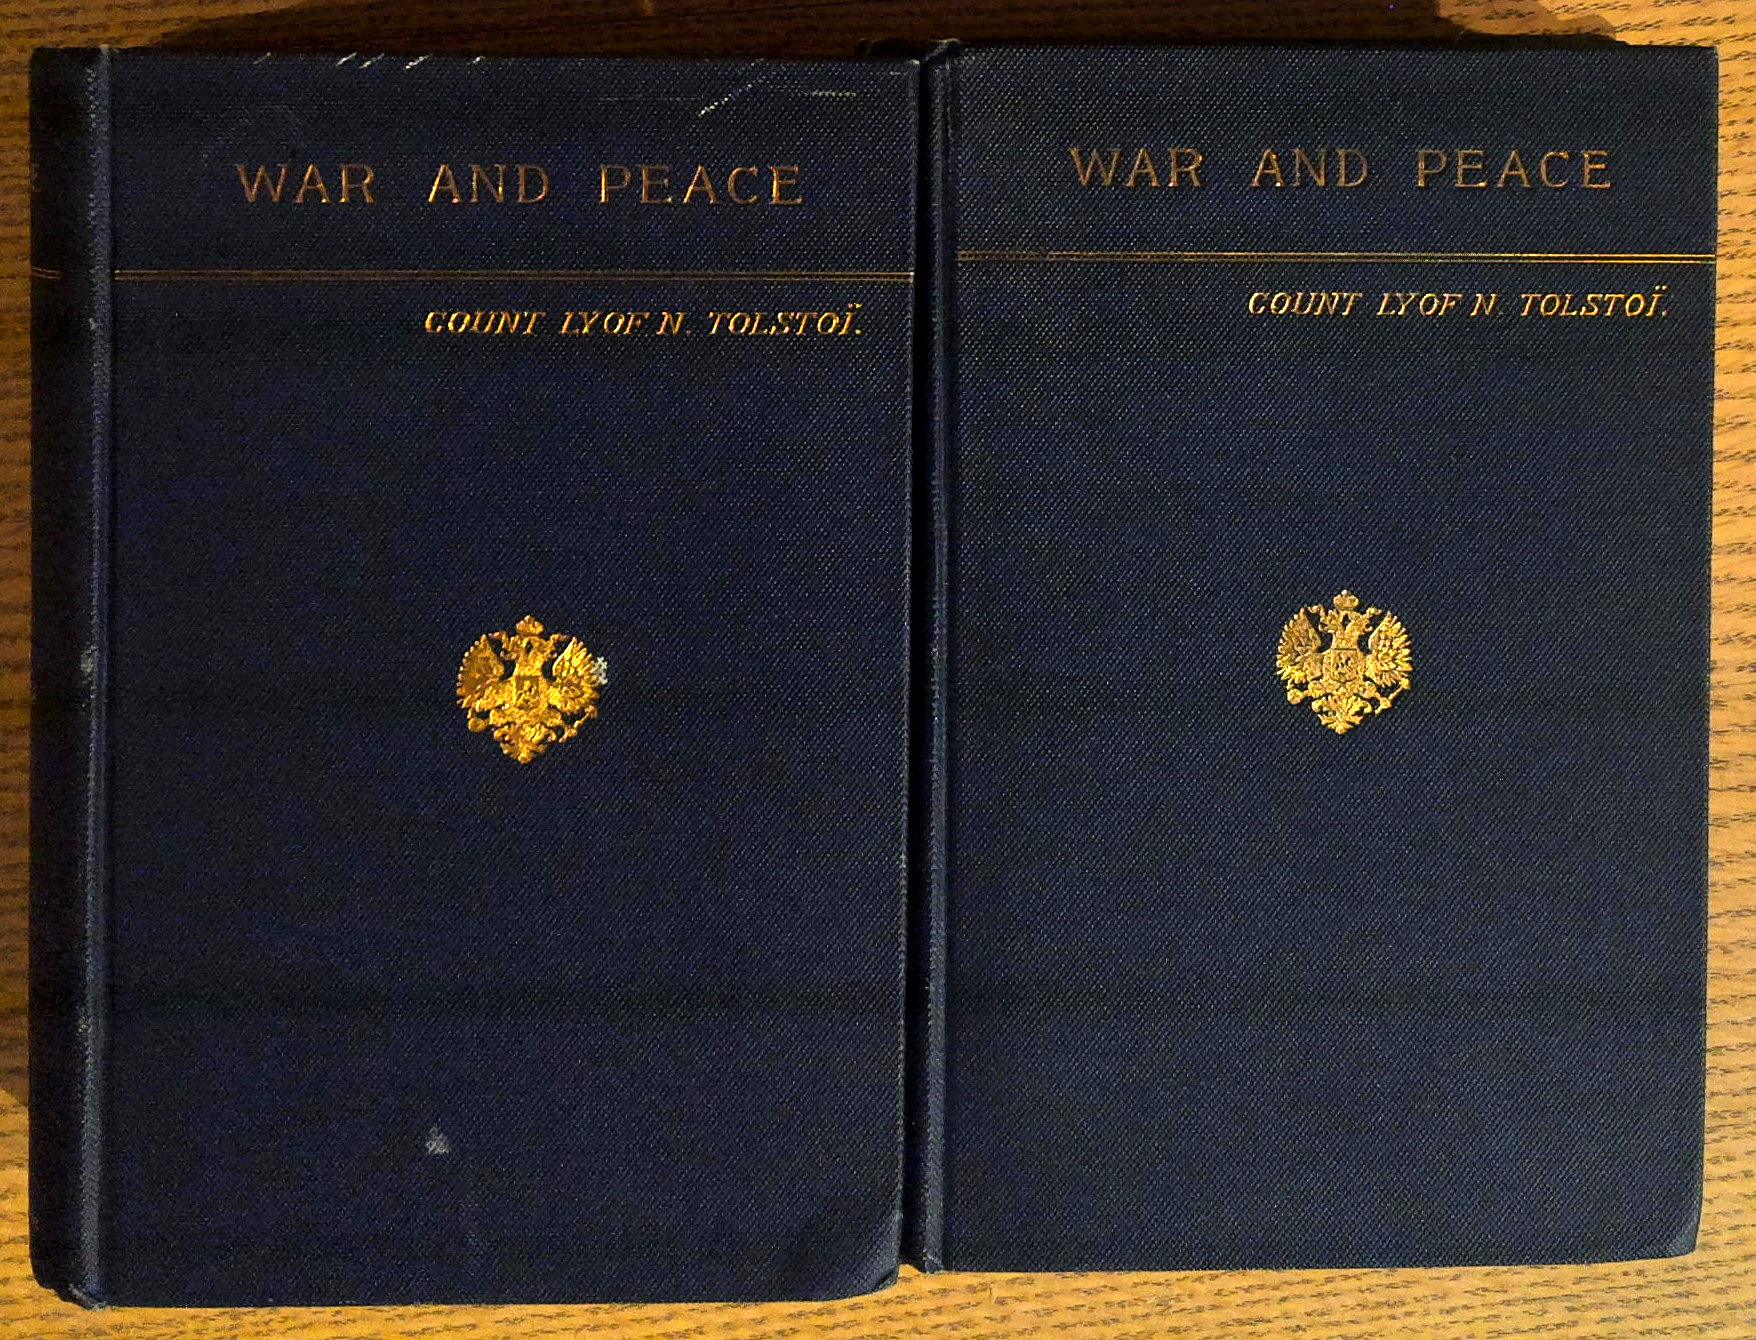 WAR AND PEACE
COUNT LYOF N. TOLSTOÏ.
WAR AND PEACE
COUNT LYOF N. TOLSTOÏ.